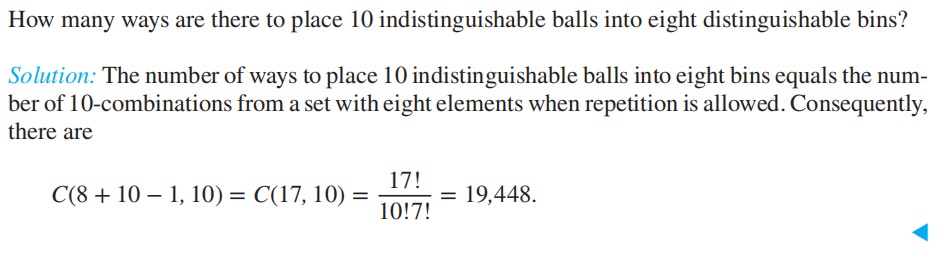 How many ways are there to place 10 indistinguishable balls into eight distinguishable bins?
Solution: The number of ways to place 10 indistinguishable balls into eight bins equals the num-
ber of 10-combinations from a set with eight elements when repetition is allowed. Consequently,
there are
C(8 + 10 – 1, 10) = C(17, 10) = 17! / 10!7! = 19,448.